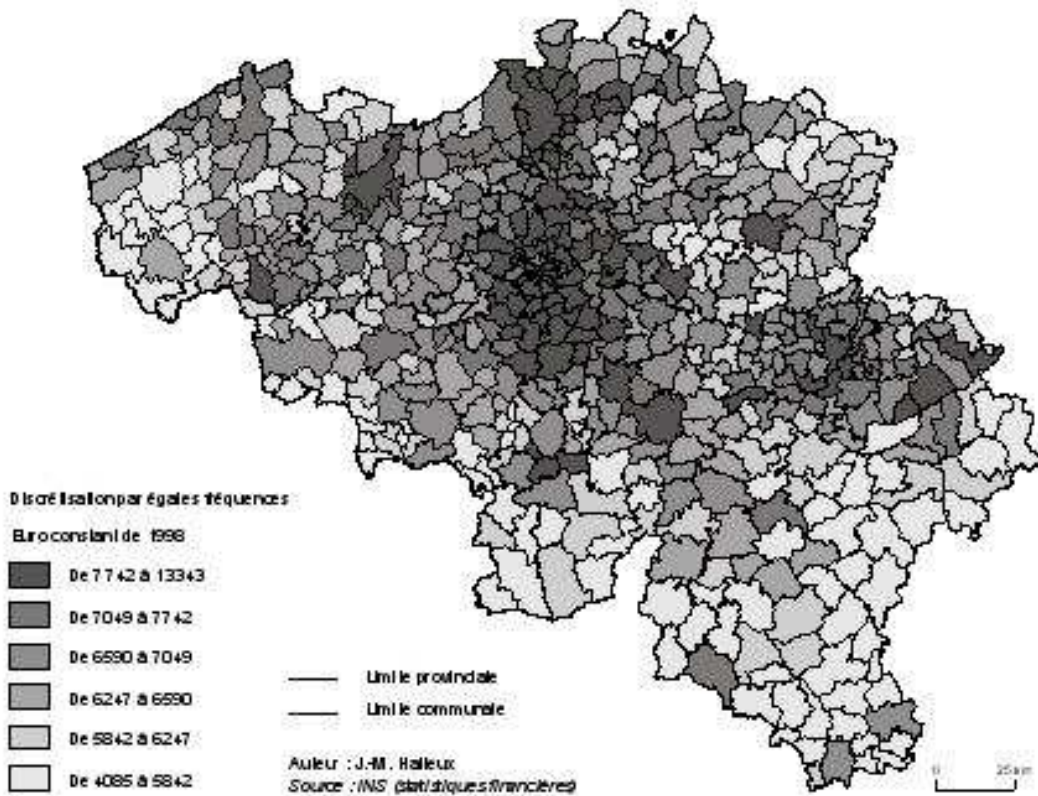 Discrétisation par égales fréquences
Euro constant de 1998
De 7742 à 13343
De 7049 à 7742
De 6590 à 7049
De 6247 à 6590
De 5842 à 6247
De 4085 à 5842
Limite provinciale
Limite communale
Auteur : J.-M. Halleux
Source : INS (statistiques financières)
0 25 km